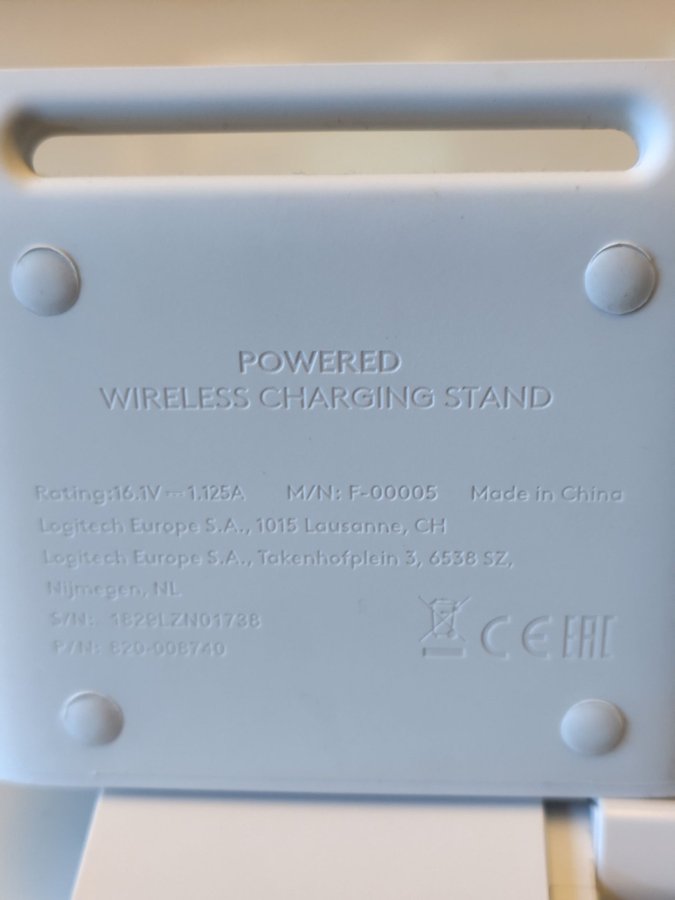 POWERED
WIRELESS CHARGING STAND
Rating:16.1V⎓1.125A M/N: F-00005 Made in China
Logitech Europe S.A., 1015 Lausanne, CH
Logitech Europe S.A., Takenhofplein 3, 6538 SZ,
Nijmegen, NL
S/N: 1829LZN01738
P/N: 820-008740
CE EAC